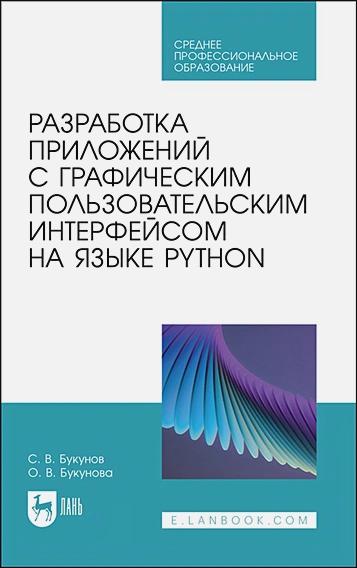 СРЕДНЕЕ
ПРОФЕССИОНАЛЬНОЕ
ОБРАЗОВАНИЕ
РАЗРАБОТКА
ПРИЛОЖЕНИЙ
С ГРАФИЧЕСКИМ
ПОЛЬЗОВАТЕЛЬСКИМ
ИНТЕРФЕЙСОМ
НА ЯЗЫКЕ PYTHON
С. В. Букунов
О. В. Букунова
ЛАНЬ
E.LANBOOK.COM